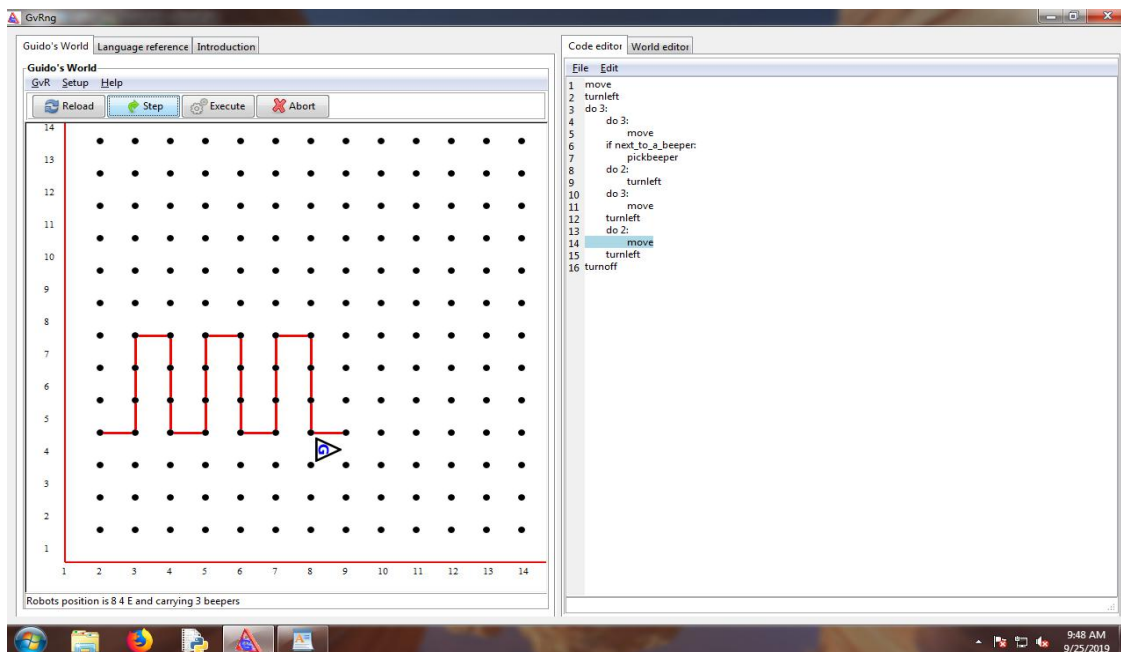 GvRng
Guido's World Language reference Introduction
Guido's World
GvR Setup Help
Reload Step Execute Abort
14
13
12
11
10
9
8
7
6
5
4
3
2
1
1 2 3 4 5 6 7 8 9 10 11 12 13 14
G
Robots position is 8 4 E and carrying 3 beepers
Code editor World editor
File Edit
1 move
2 turnleft
3 do 3:
4 do 3:
5 move
6 if next_to_a_beeper:
7 pickbeeper
8 do 2:
9 turnleft
10 do 3:
11 move
12 turnleft
13 do 2:
14 move
15 turnleft
16 turnoff
9:48 AM
9/25/2019